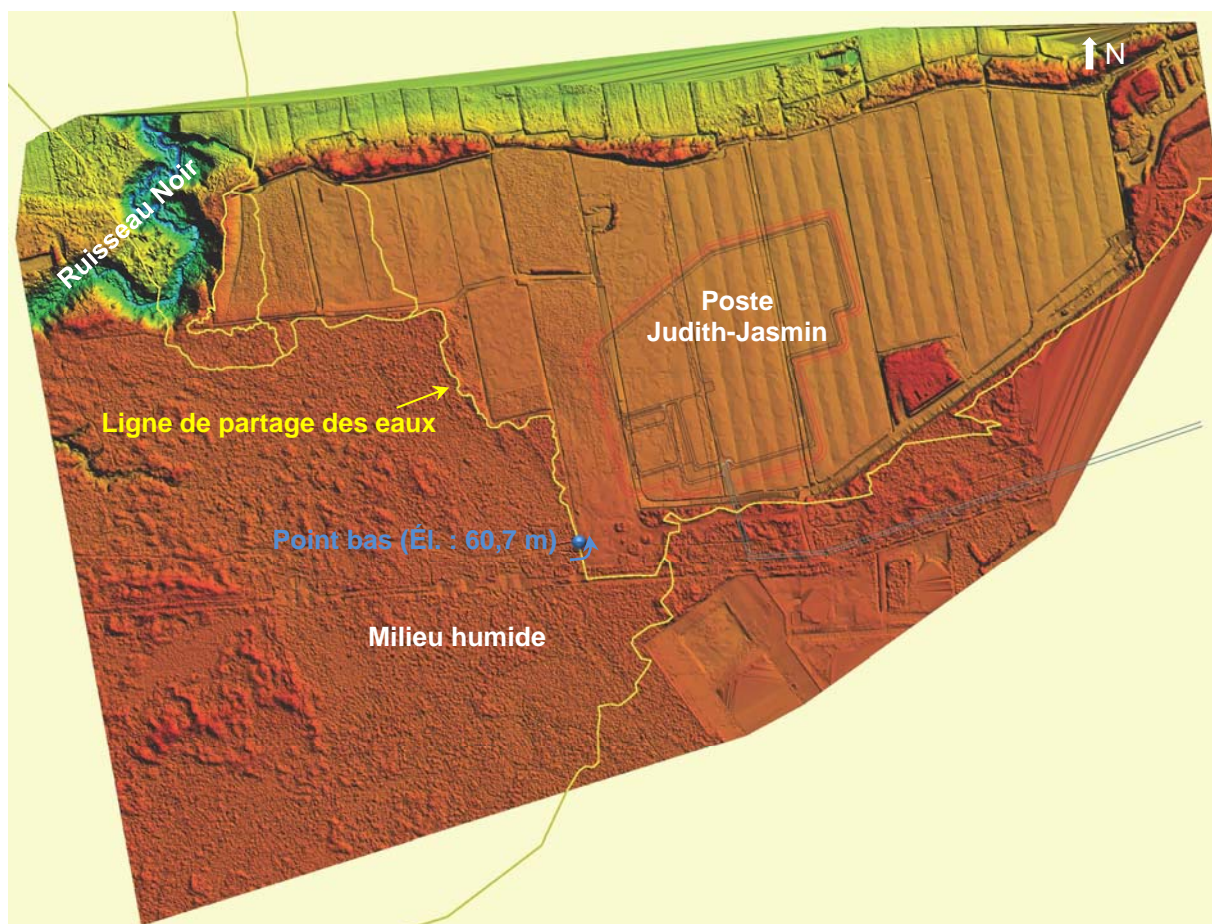 N
Ruisseau Noir
Poste
Judith-Jasmin
Ligne de partage des eaux
Point bas (Él. : 60,7 m)
Milieu humide